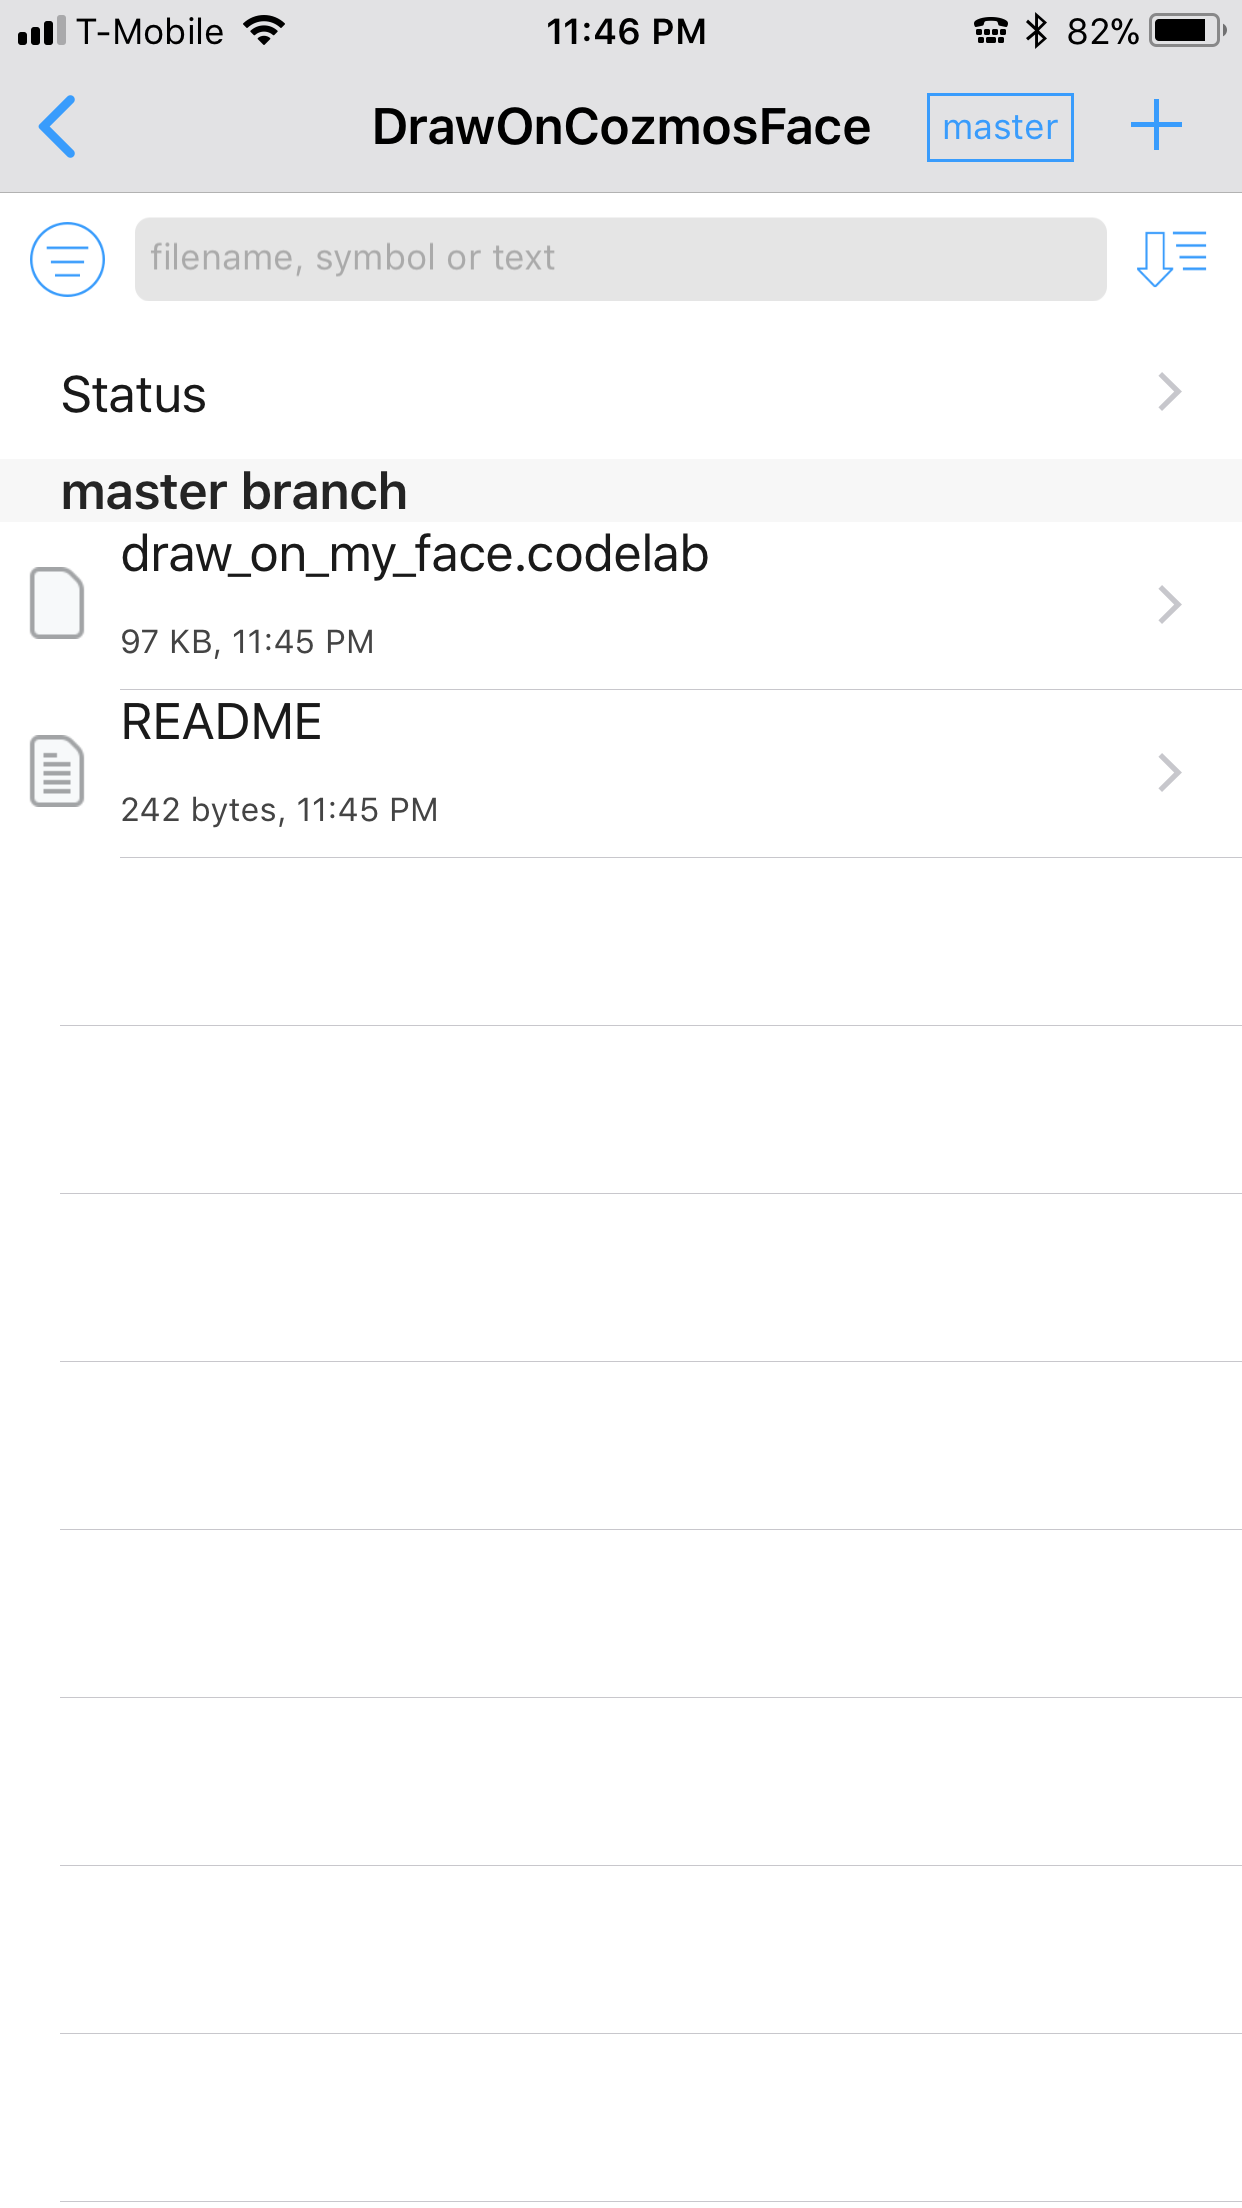 T-Mobile 11:46 PM 82%
DrawOnCozmosFace master
filename, symbol or text
Status
master branch
draw_on_my_face.codelab
97 KB, 11:45 PM
README
242 bytes, 11:45 PM